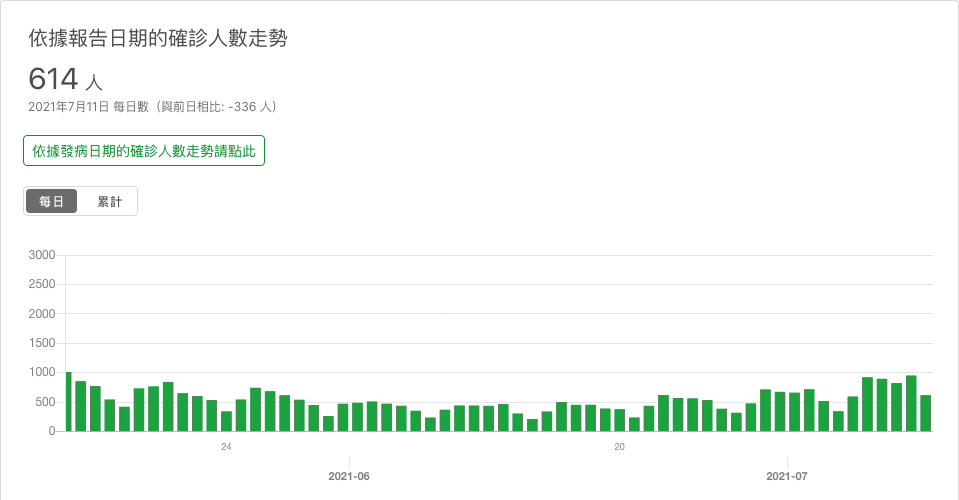 依據報告日期的確診人數走勢
614 人
2021年7月11日 每日數（與前日相比: -336 人）
依據發病日期的確診人數走勢請點此
每日 累計
3000
2500
2000
1500
1000
500
0
24 20
2021-06 2021-07